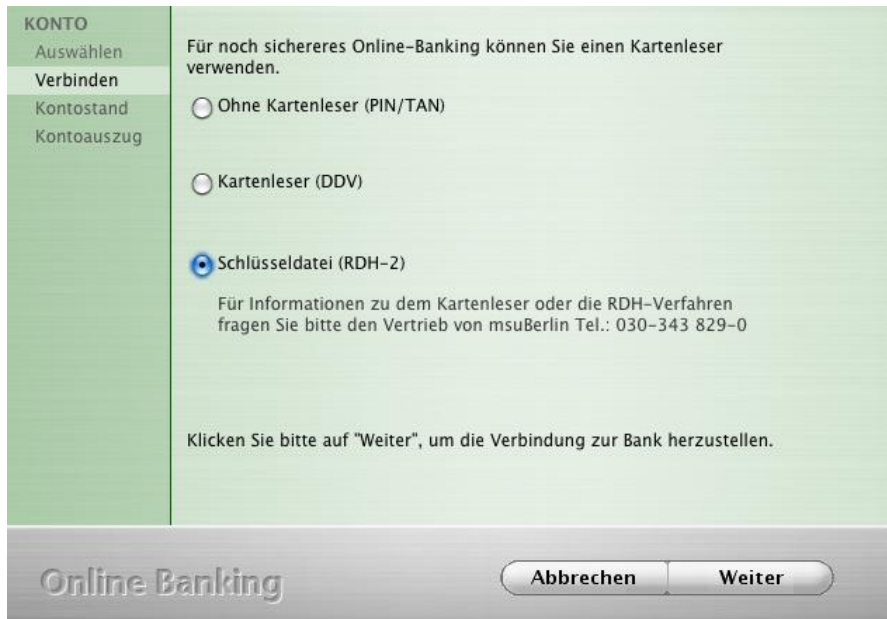 KONTO
Auswählen
Verbinden
Kontostand
Kontoauszug
Für noch sichereres Online-Banking können Sie einen Kartenleser
verwenden.
Ohne Kartenleser (PIN/TAN)
Kartenleser (DDV)
Schlüsseldatei (RDH-2)
Für Informationen zu dem Kartenleser oder die RDH-Verfahren
fragen Sie bitte den Vertrieb von msuBerlin Tel.: 030-343 829-0
Klicken Sie bitte auf "Weiter", um die Verbindung zur Bank herzustellen.
Online Banking
Abbrechen
Weiter